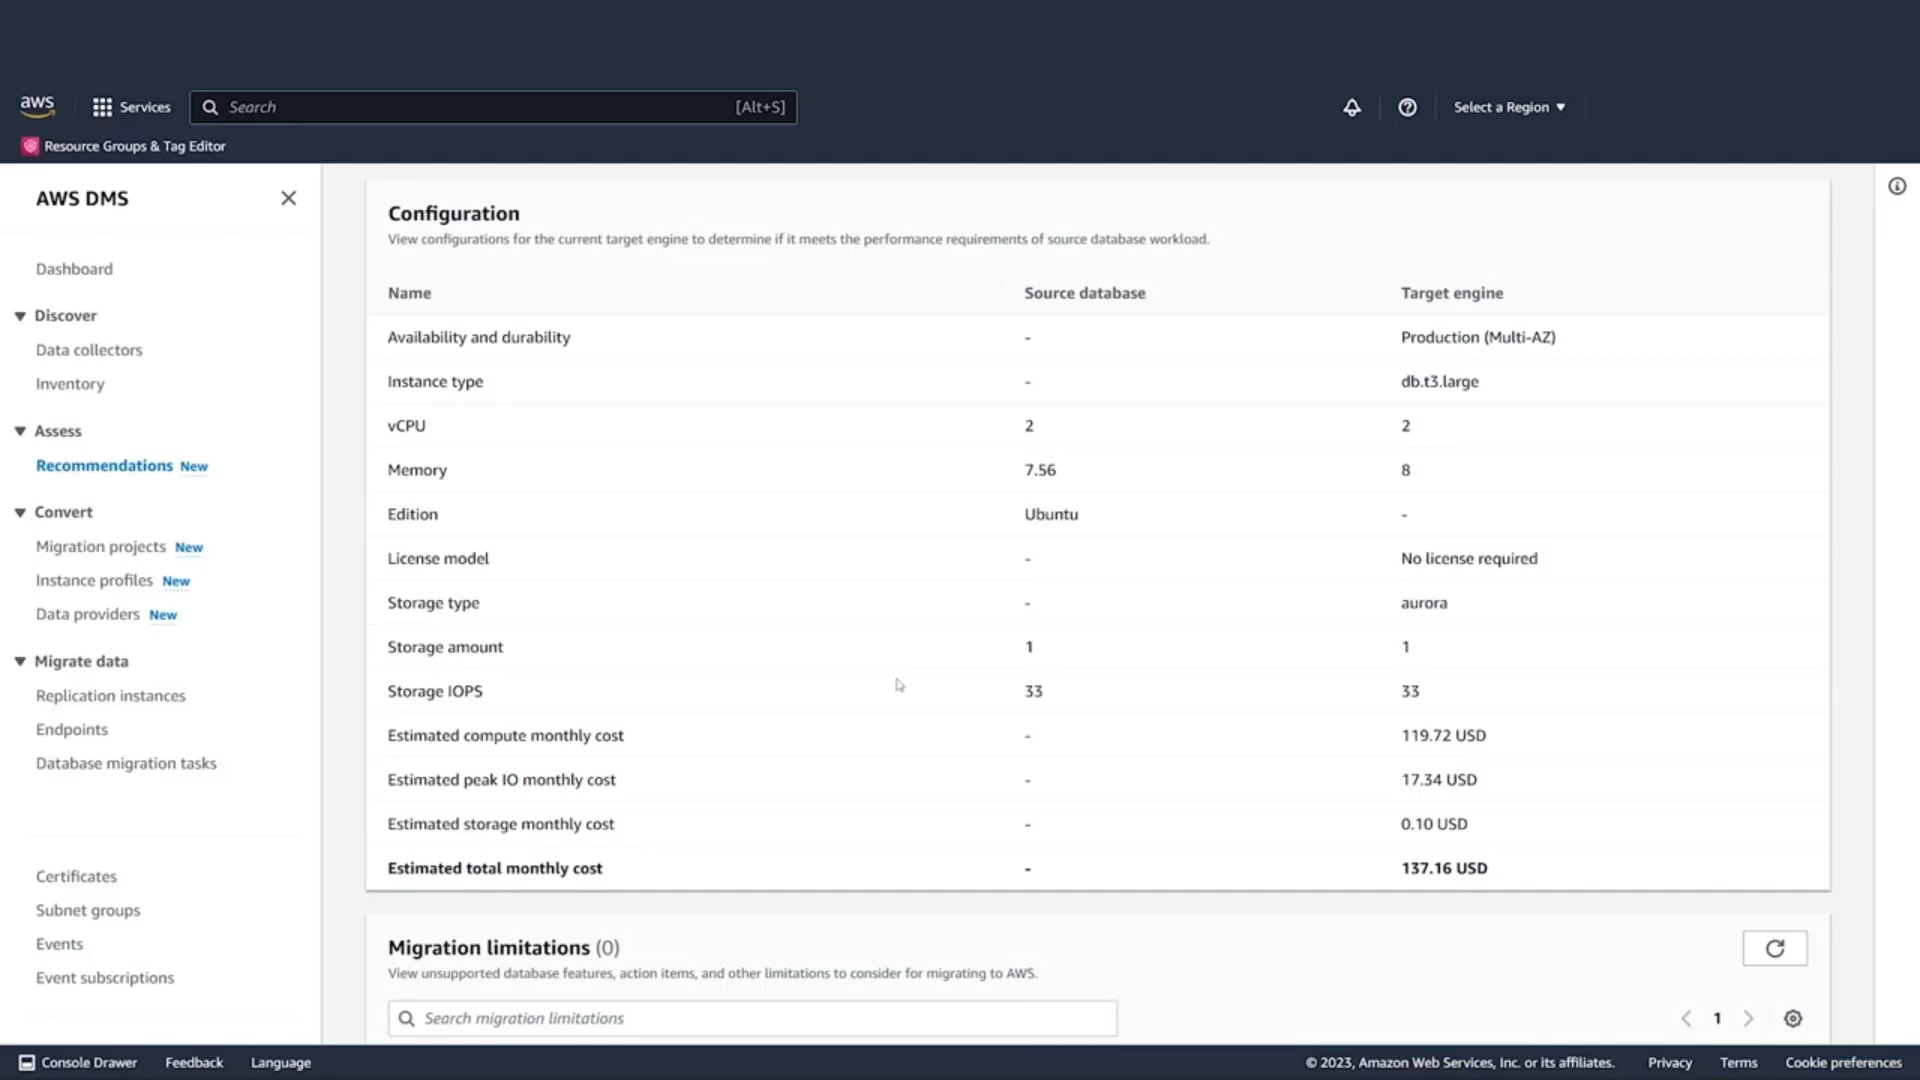 aws
Services
Search
[Alt+S]
Select a Region
Resource Groups & Tag Editor
AWS DMS
Dashboard
Discover
Data collectors
Inventory
Assess
Recommendations New
Convert
Migration projects New
Instance profiles New
Data providers New
Migrate data
Replication instances
Endpoints
Database migration tasks
Certificates
Subnet groups
Events
Event subscriptions
Configuration
View configurations for the current target engine to determine if it meets the performance requirements of source database workload.
Name Source database Target engine
Availability and durability - Production (Multi-AZ)
Instance type - db.t3.large
vCPU 2 2
Memory 7.56 8
Edition Ubuntu -
License model - No license required
Storage type - aurora
Storage amount 1 1
Storage IOPS 33 33
Estimated compute monthly cost - 119.72 USD
Estimated peak IO monthly cost - 17.34 USD
Estimated storage monthly cost - 0.10 USD
Estimated total monthly cost - 137.16 USD
Migration limitations (0)
View unsupported database features, action items, and other limitations to consider for migrating to AWS.
Search migration limitations
1
Console Drawer Feedback Language
© 2023, Amazon Web Services, Inc. or its affiliates. Privacy Terms Cookie preferences